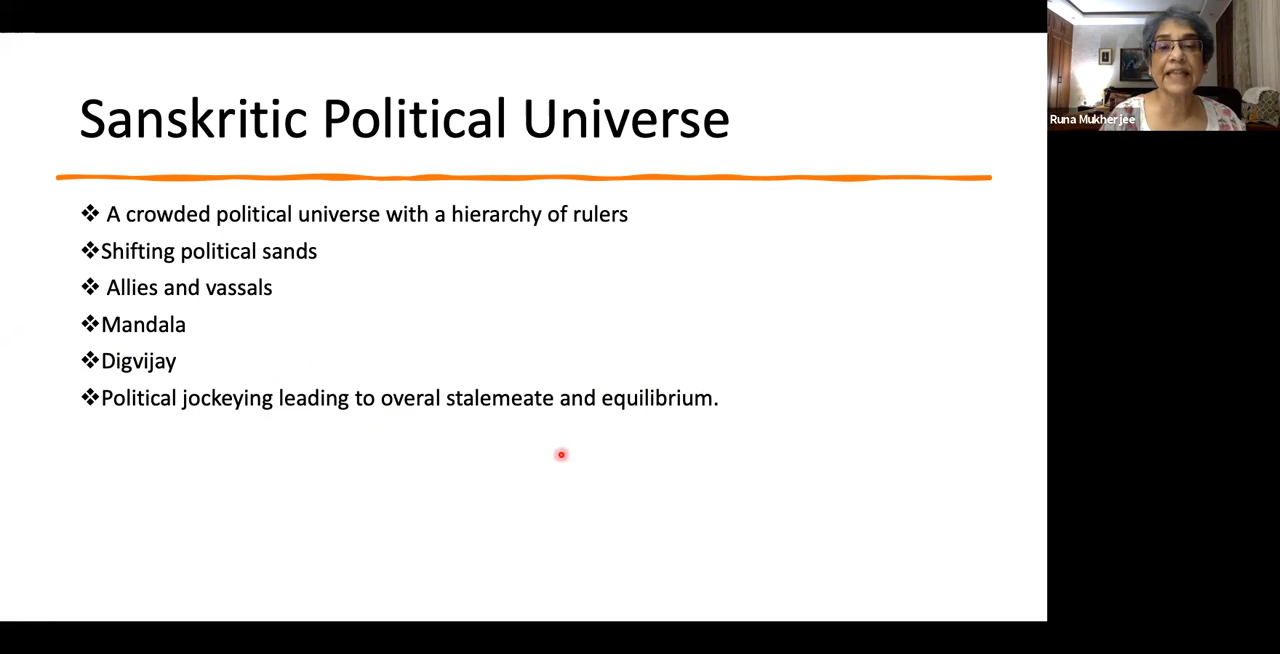 Sanskritic Political Universe
❖ A crowded political universe with a hierarchy of rulers
❖Shifting political sands
❖ Allies and vassals
❖Mandala
❖Digvijay
❖Political jockeying leading to overal stalemeate and equilibrium.
Runa Mukherjee